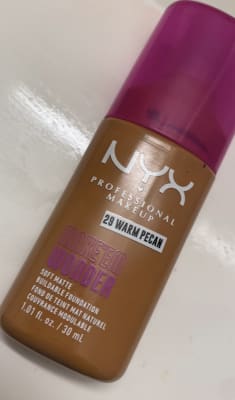 NYX
PROFESSIONAL
MAKEUP
20 WARM PECAN
SOFT MATTE
BUILDABLE FOUNDATION
FOND DE TEINT MAT NATUREL
COUVRANCE MODULABLE
1.01 fl. oz. / 30 mL